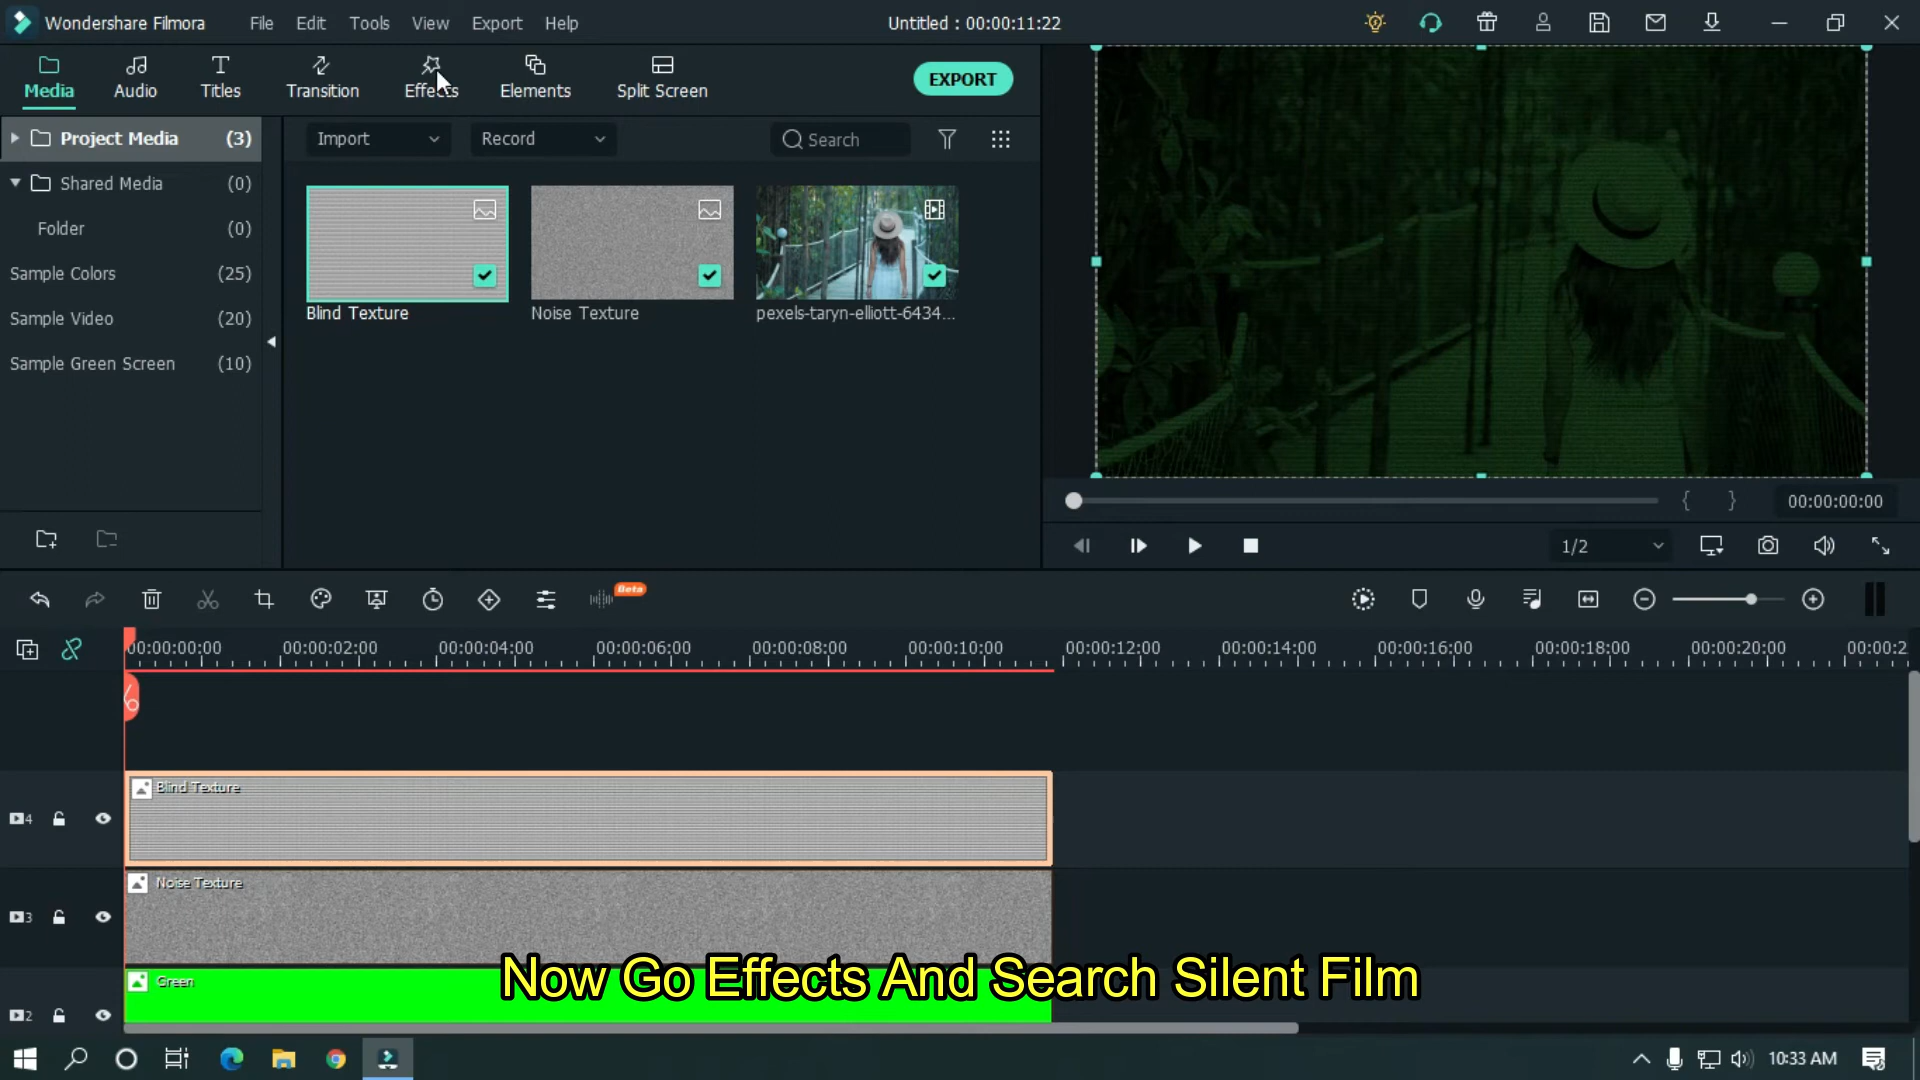 Wondershare Filmora File Edit Tools View Export Help Untitled : 00:00:11:22
Media Audio Titles Transition Effects Elements Split Screen EXPORT
Project Media (3) Import Record Search
Shared Media (0)
Folder (0)
Sample Colors (25)
Sample Video (20)
Sample Green Screen (10)
Blind Texture Noise Texture pexels-taryn-elliott-6434...
{ } 00:00:00:00
1/2
Beta
00:00:00:00 00:00:02:00 00:00:04:00 00:00:06:00 00:00:08:00 00:00:10:00 00:00:12:00 00:00:14:00 00:00:16:00 00:00:18:00 00:00:20:00 00:00:2
Blind Texture
4
Noise Texture
3
Green
2
Now Go Effects And Search Silent Film
10:33 AM